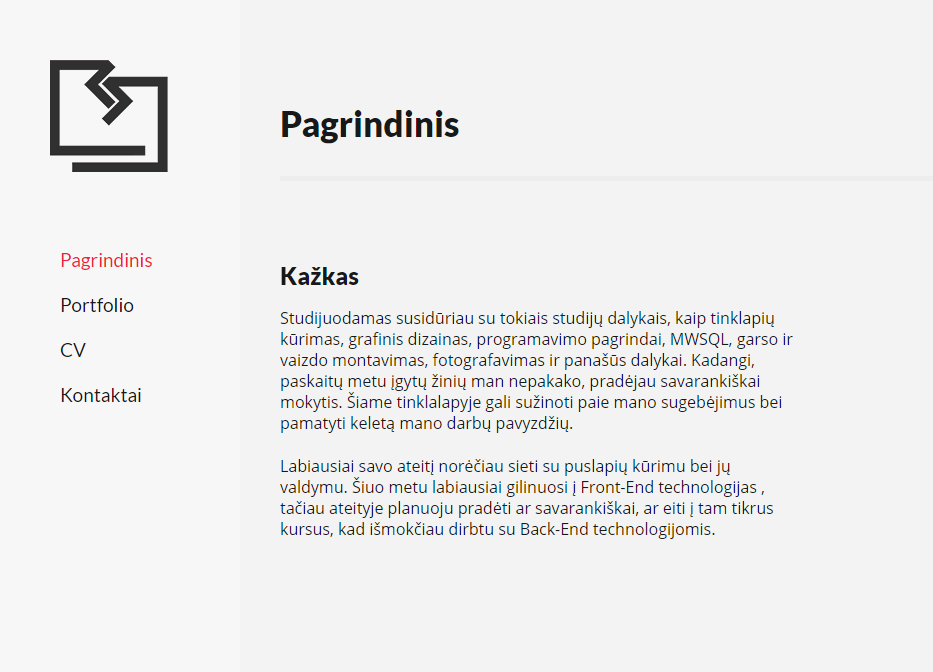 Pagrindinis
Pagrindinis
Portfolio
CV
Kontaktai
Kažkas
Studijuodamas susidūriau su tokiais studijų dalykais, kaip tinklapių
kūrimas, grafinis dizainas, programavimo pagrindai, MWSQL, garso ir
vaizdo montavimas, fotografavimas ir panašūs dalykai. Kadangi,
paskaitų metu įgytų žinių man nepakako, pradėjau savarankiškai
mokytis. Šiame tinklalapyje gali sužinoti paie mano sugebėjimus bei
pamatyti keletą mano darbų pavyzdžių.
Labiausiai savo ateitį norėčiau sieti su puslapių kūrimu bei jų
valdymu. Šiuo metu labiausiai gilinuosi į Front-End technologijas ,
tačiau ateityje planuoju pradėti ar savarankiškai, ar eiti į tam tikrus
kursus, kad išmokčiau dirbtu su Back-End technologijomis.